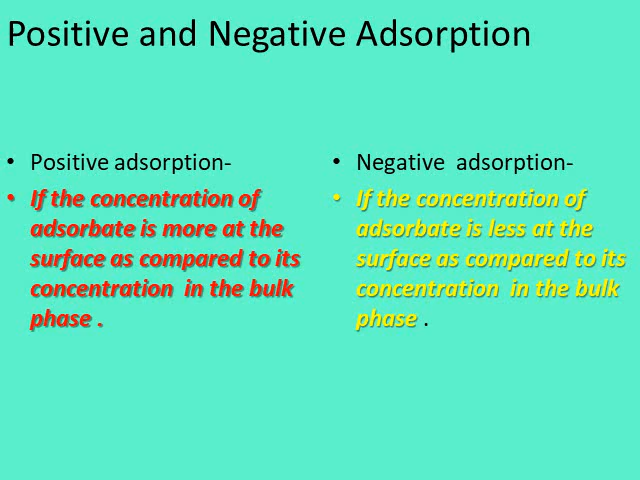 Positive and Negative Adsorption
• Positive adsorption-
• If the concentration of
adsorbate is more at the
surface as compared to its
concentration in the bulk
phase .
• Negative adsorption-
• If the concentration of
adsorbate is less at the
surface as compared to its
concentration in the bulk
phase .